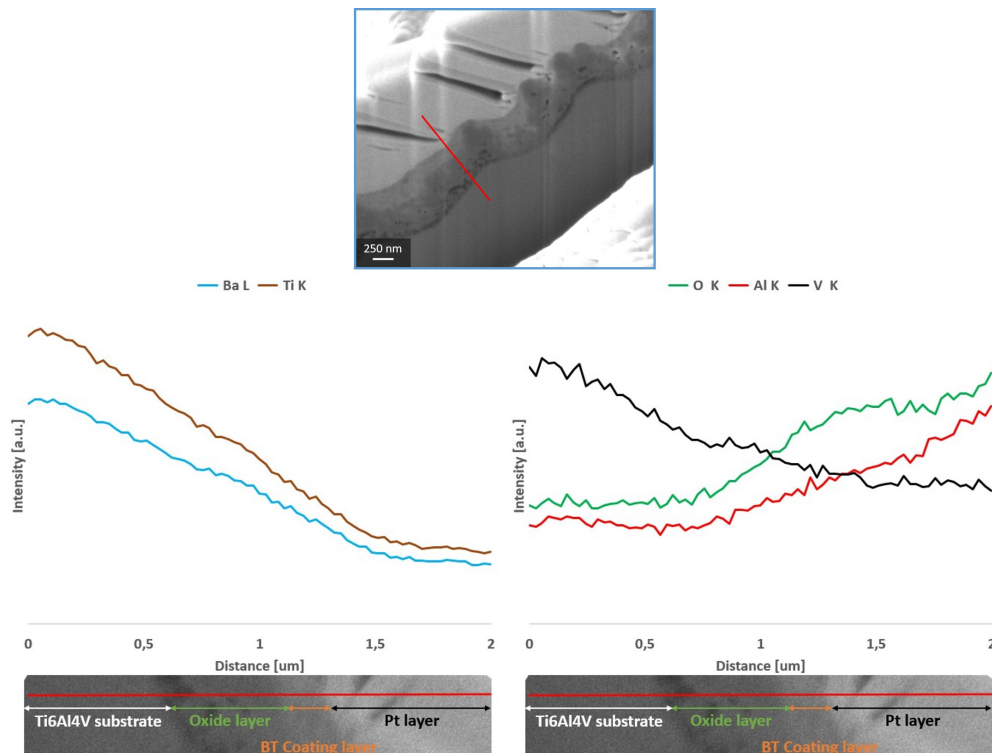 250 nm
Ba L Ti K
O K Al K V K
Intensity [a.u.]
0 0,5 1 1,5 2
Distance [um]
Ti6Al4V substrate Oxide layer Pt layer
BT Coating layer
Intensity [a.u.]
0 0,5 1 1,5 2
Distance [um]
Ti6Al4V substrate Oxide layer Pt layer
BT Coating layer